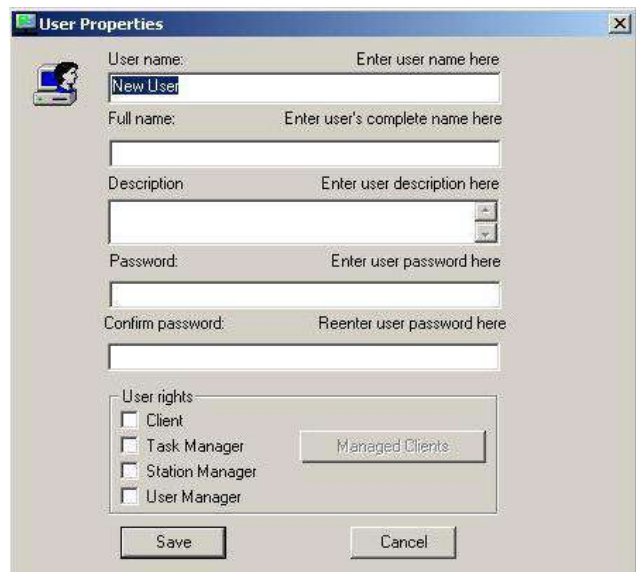 User Properties
User name: Enter user name here
New User
Full name: Enter user's complete name here
Description Enter user description here
Password: Enter user password here
Confirm password: Reenter user password here
User rights
Client
Task Manager Managed Clients
Station Manager
User Manager
Save Cancel